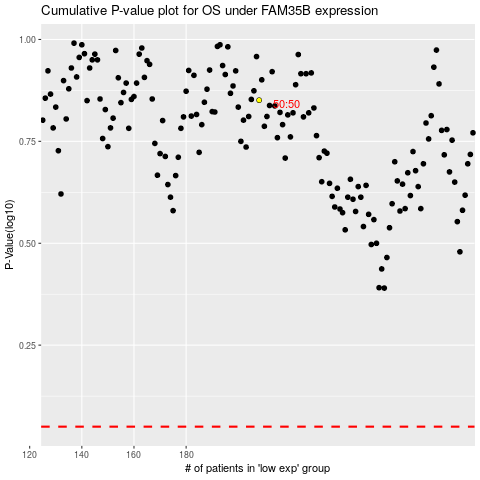 Cumulative P-value plot for OS under FAM35B expression
P-Value(log10)
1.00
0.75
0.50
0.25
50:50
120 140 160 180
# of patients in 'low exp' group